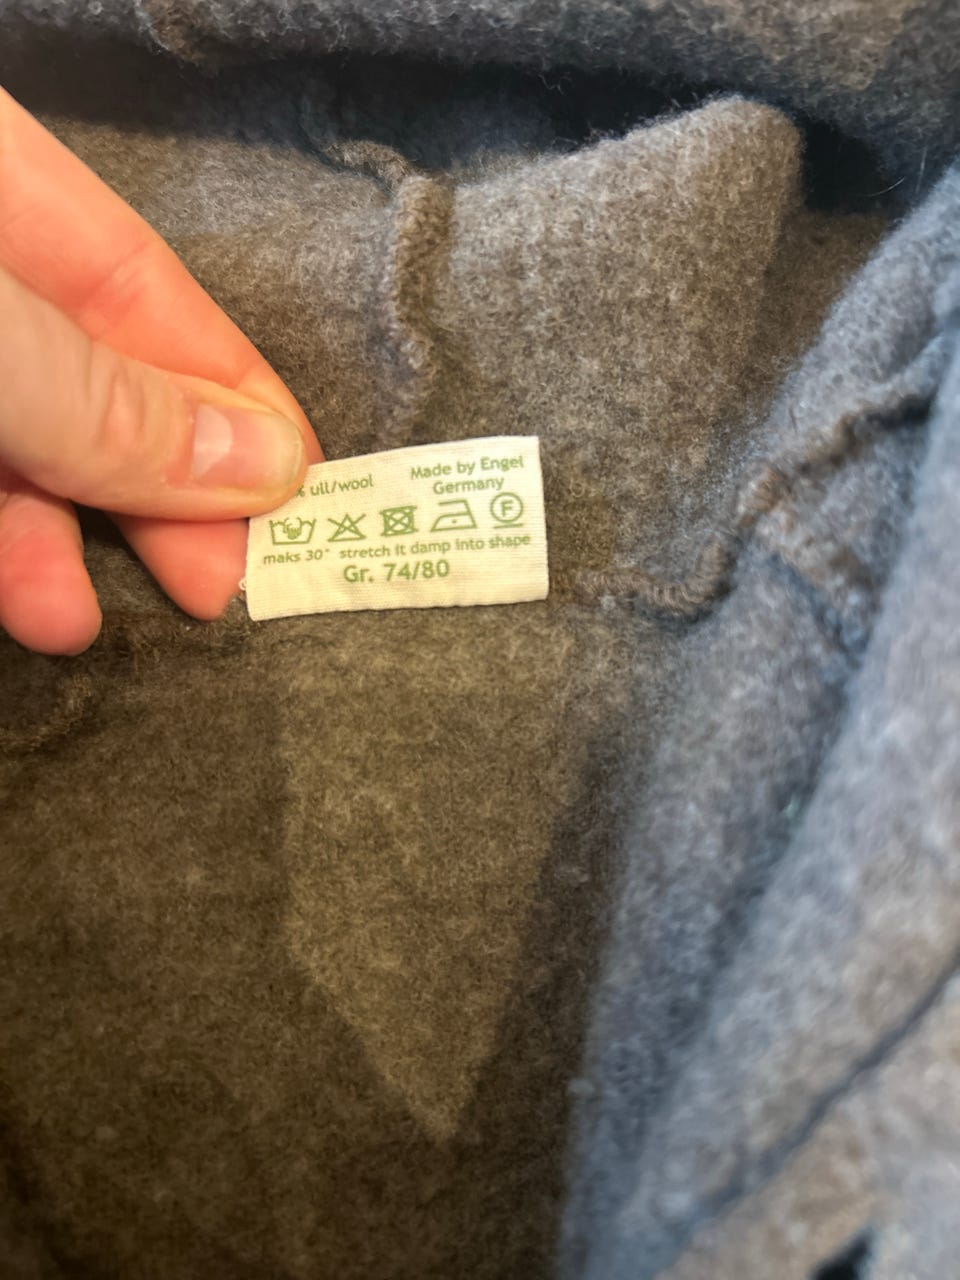 % ull/wool
Made by Engel
Germany
F
maks 30° stretch it damp into shape
Gr. 74/80